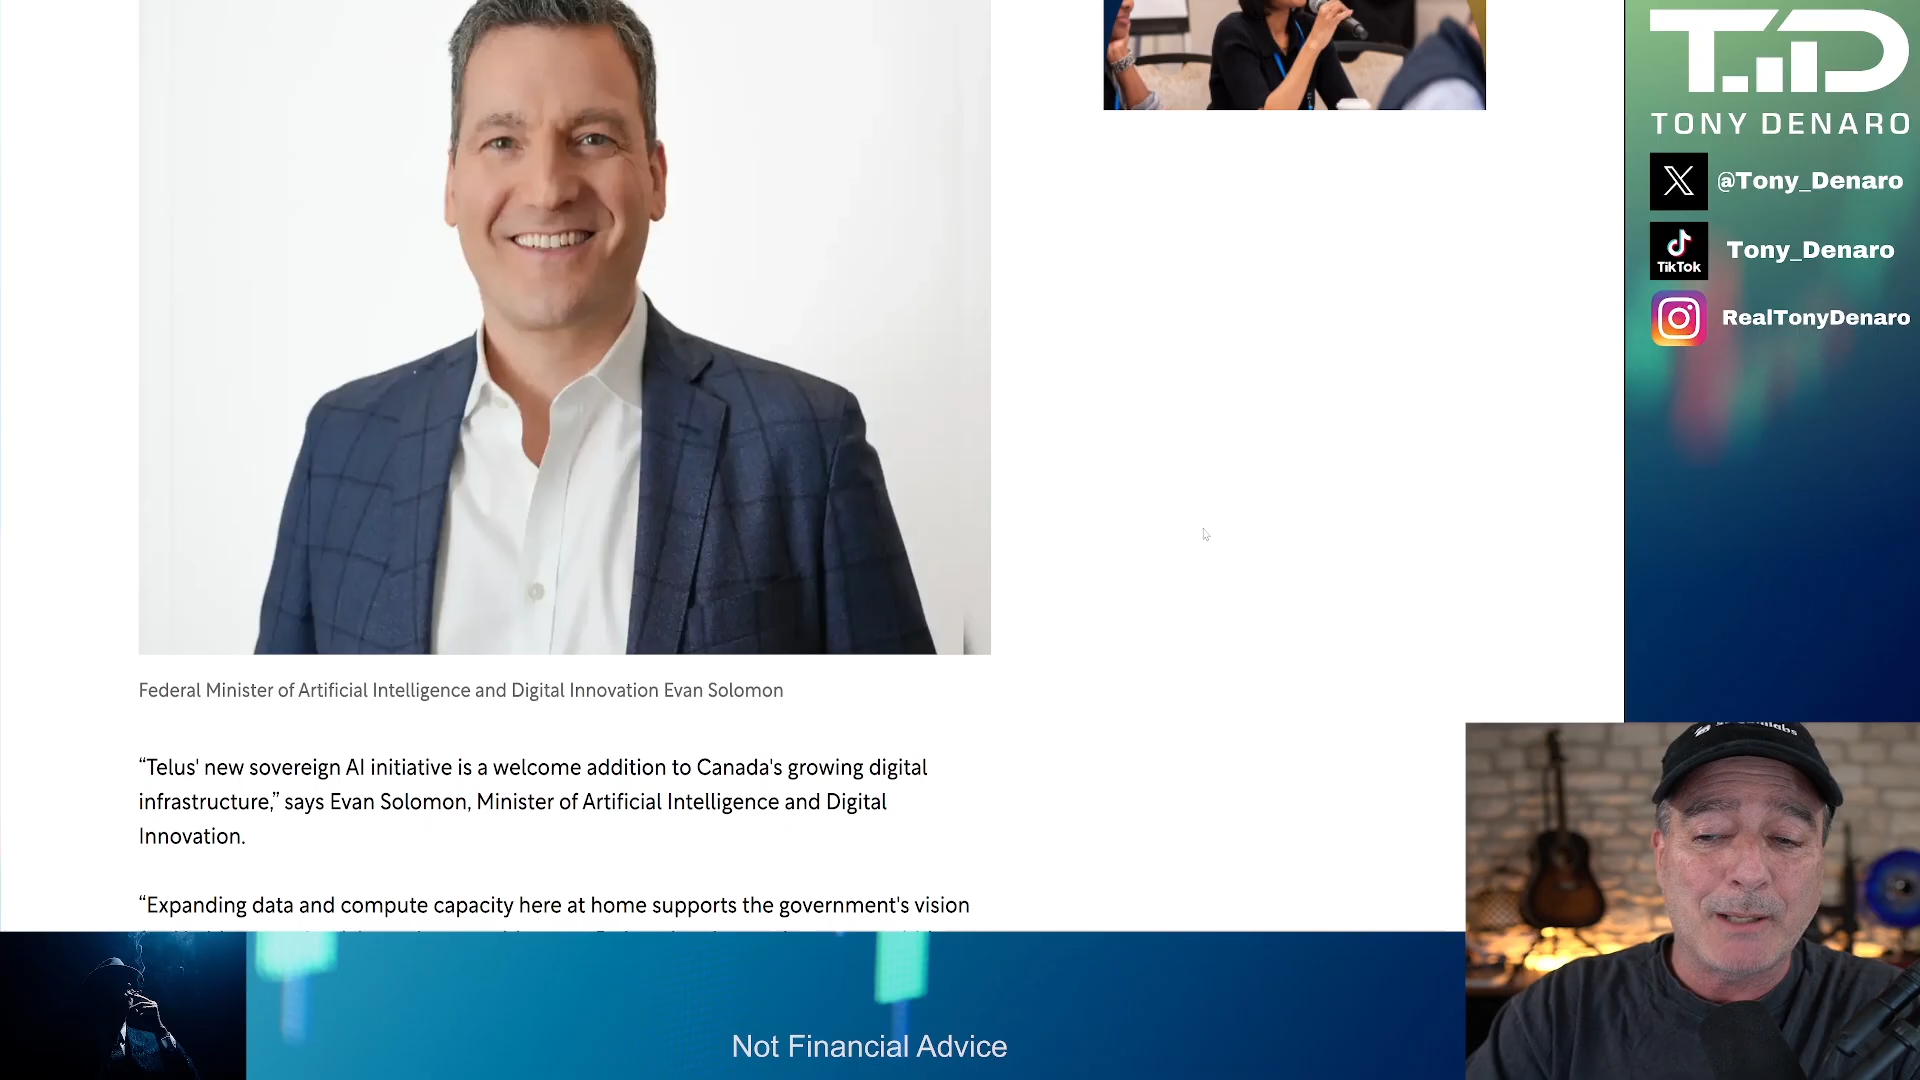 TD
TONY DENARO
@Tony_Denaro
TikTok
Tony_Denaro
RealTonyDenaro
Federal Minister of Artificial Intelligence and Digital Innovation Evan Solomon
“Telus' new sovereign AI initiative is a welcome addition to Canada's growing digital
infrastructure,” says Evan Solomon, Minister of Artificial Intelligence and Digital
Innovation.
“Expanding data and compute capacity here at home supports the government's vision
Not Financial Advice